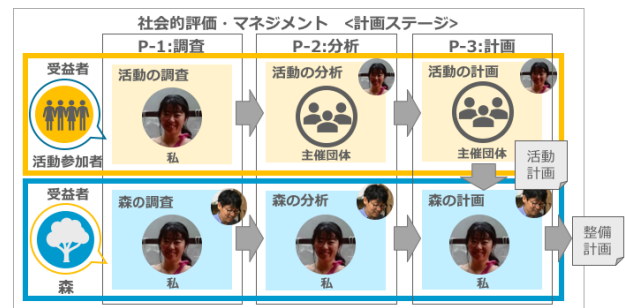 社会的評価・マネジメント <計画ステージ>
P-1:調査
P-2:分析
P-3:計画
受益者
活動参加者
活動の調査
私
活動の分析
主催団体
活動の計画
主催団体
活動
計画
受益者
森
森の調査
私
森の分析
私
森の計画
私
整備
計画